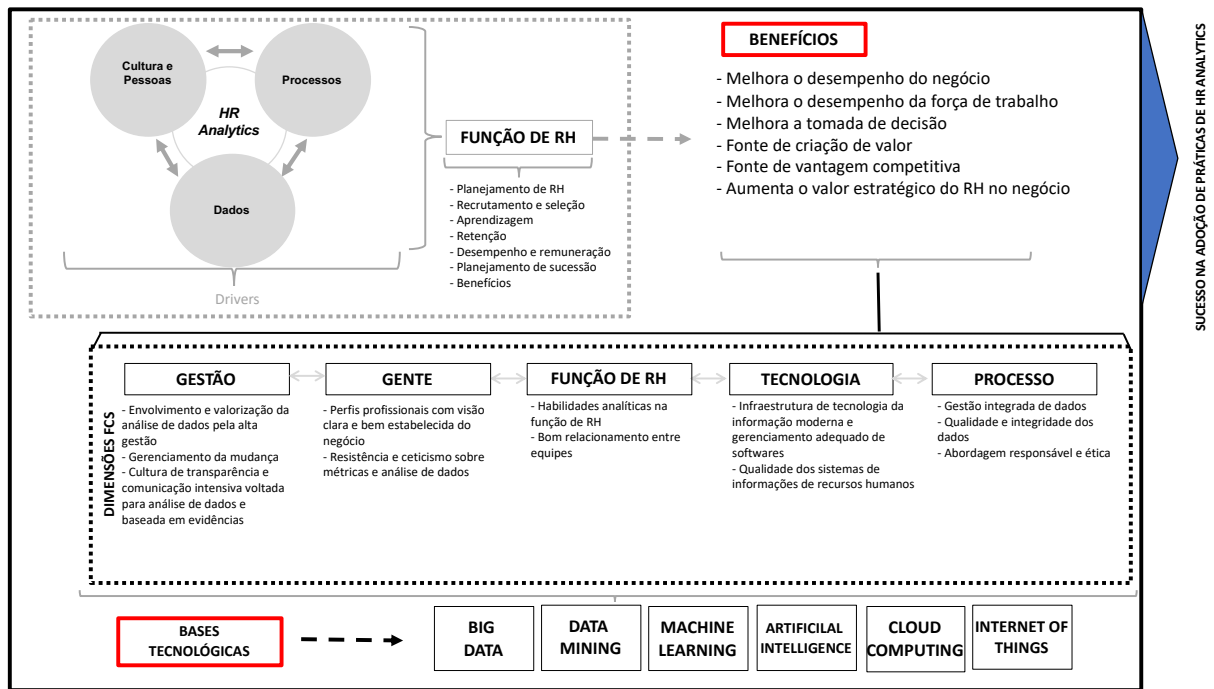 Cultura e
Pessoas
Processos
HR
Analytics
Dados
Drivers
FUNÇÃO DE RH
- Planejamento de RH
- Recrutamento e seleção
- Aprendizagem
- Retenção
- Desempenho e remuneração
- Planejamento de sucessão
- Benefícios
BENEFÍCIOS
- Melhora o desempenho do negócio
- Melhora o desempenho da força de trabalho
- Melhora a tomada de decisão
- Fonte de criação de valor
- Fonte de vantagem competitiva
- Aumenta o valor estratégico do RH no negócio
SUCESSO NA ADOÇÃO DE PRÁTICAS DE HR ANALYTICS
DIMENSÕES FCS
GESTÃO
- Envolvimento e valorização da
análise de dados pela alta
gestão
- Gerenciamento da mudança
- Cultura de transparência e
comunicação intensiva voltada
para análise de dados e
baseada em evidências
GENTE
- Perfis profissionais com visão
clara e bem estabelecida do
negócio
- Resistência e ceticismo sobre
métricas e análise de dados
FUNÇÃO DE RH
- Habilidades analíticas na
função de RH
- Bom relacionamento entre
equipes
TECNOLOGIA
- Infraestrutura de tecnologia da
informação moderna e
gerenciamento adequado de
softwares
- Qualidade dos sistemas de
informações de recursos humanos
PROCESSO
- Gestão integrada de dados
- Qualidade e integridade dos
dados
- Abordagem responsável e ética
BASES
TECNOLÓGICAS
BIG
DATA
DATA
MINING
MACHINE
LEARNING
ARTIFICILAL
INTELLIGENCE
CLOUD
COMPUTING
INTERNET OF
THINGS